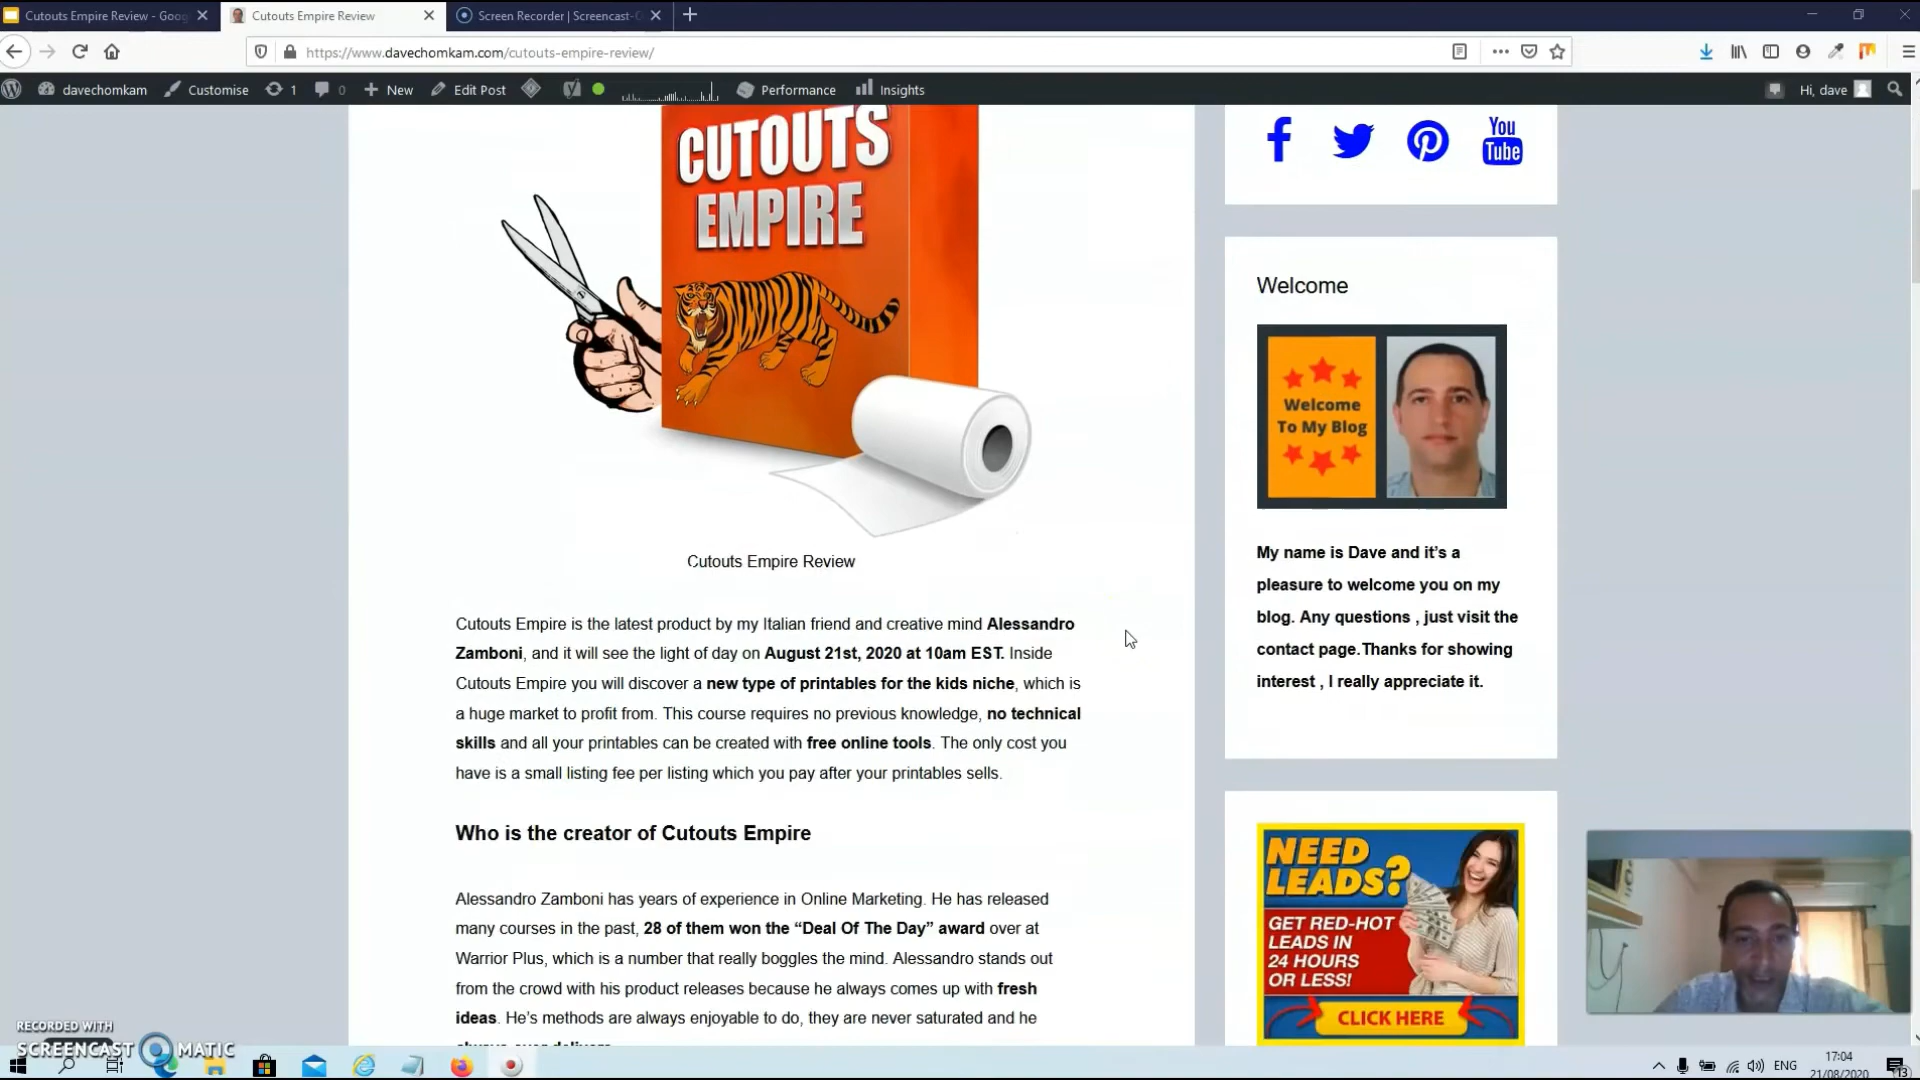 Cutouts Empire Review - Goog
Cutouts Empire Review
Screen Recorder | Screencast-O
https://www.davechomkam.com/cutouts-empire-review/
davechomkam
Customise
1
0
New
Edit Post
Performance
Insights
Hi, dave
CUTOUTS
EMPIRE
Cutouts Empire Review
Cutouts Empire is the latest product by my Italian friend and creative mind Alessandro
Zamboni, and it will see the light of day on August 21st, 2020 at 10am EST. Inside
Cutouts Empire you will discover a new type of printables for the kids niche, which is
a huge market to profit from. This course requires no previous knowledge, no technical
skills and all your printables can be created with free online tools. The only cost you
have is a small listing fee per listing which you pay after your printables sells.
Who is the creator of Cutouts Empire
Alessandro Zamboni has years of experience in Online Marketing. He has released
many courses in the past, 28 of them won the “Deal Of The Day” award over at
Warrior Plus, which is a number that really boggles the mind. Alessandro stands out
from the crowd with his product releases because he always comes up with fresh
ideas. He’s methods are always enjoyable to do, they are never saturated and he
You
Tube
Welcome
Welcome
To My Blog
My name is Dave and it’s a
pleasure to welcome you on my
blog. Any questions , just visit the
contact page.Thanks for showing
interest , I really appreciate it.
NEED
LEADS?
GET RED-HOT
LEADS IN
24 HOURS
OR LESS!
CLICK HERE
RECORDED WITH
SCREENCAST MATIC
ENG
17:04
21/08/2020
13